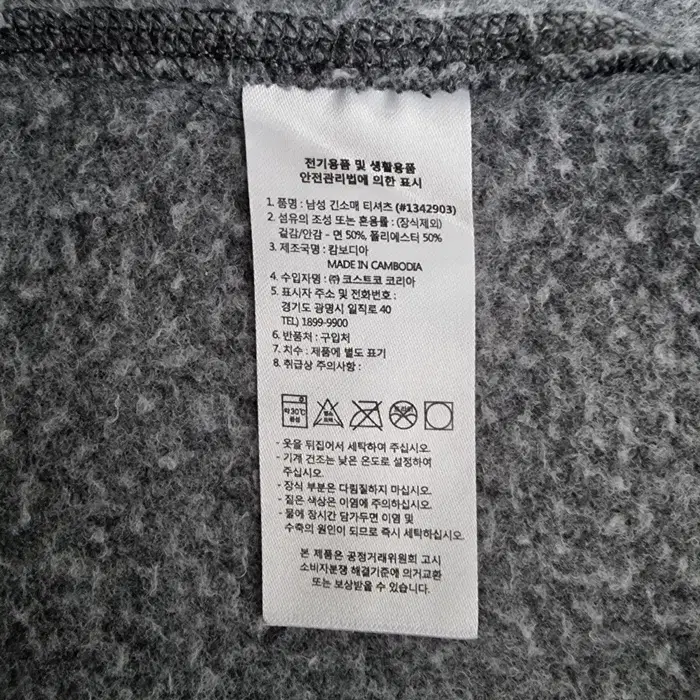 전기용품 및 생활용품
안전관리법에 의한 표시
1. 품명 : 남성 긴소매 티셔츠 (#1342903)
2. 섬유의 조성 또는 혼용률 : (장식제외)
겉감/안감 - 면 50%, 폴리에스터 50%
3. 제조국명 : 캄보디아
MADE IN CAMBODIA
4. 수입자명 : ㈜ 코스트코 코리아
5. 표시자 주소 및 전화번호 :
경기도 광명시 일직로 40
TEL) 1899-9900
6. 반품처 : 구입처
7. 치수 : 제품에 별도 표기
8. 취급상 주의사항 :
약 30℃
중성
염소
표백
드라이
- 옷을 뒤집어서 세탁하여 주십시오.
- 기계 건조는 낮은 온도로 설정하여
주십시오.
- 장식 부분은 다림질하지 마십시오.
- 짙은 색상은 이염에 주의하십시오.
- 물에 장시간 담가두면 이염 및
수축의 원인이 되므로 즉시 세탁하십시오.
본 제품은 공정거래위원회 고시
소비자분쟁 해결기준에 의거교환
또는 보상받을 수 있습니다.